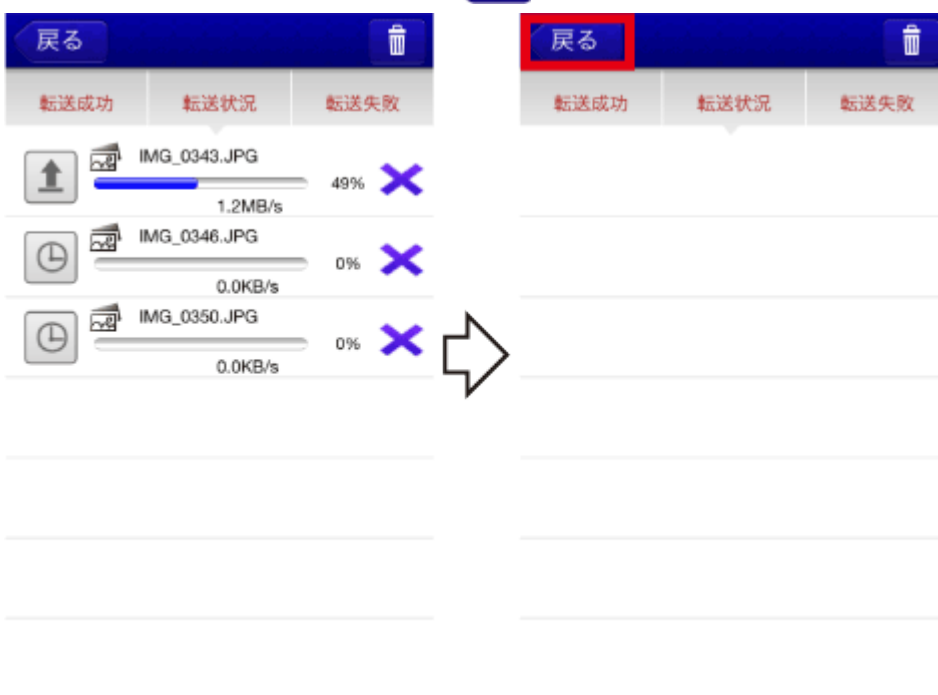 戻る
転送成功 転送状況 転送失敗
IMG_0343.JPG
49%
1.2MB/s
IMG_0346.JPG
0%
0.0KB/s
IMG_0350.JPG
0%
0.0KB/s
戻る
転送成功 転送状況 転送失敗